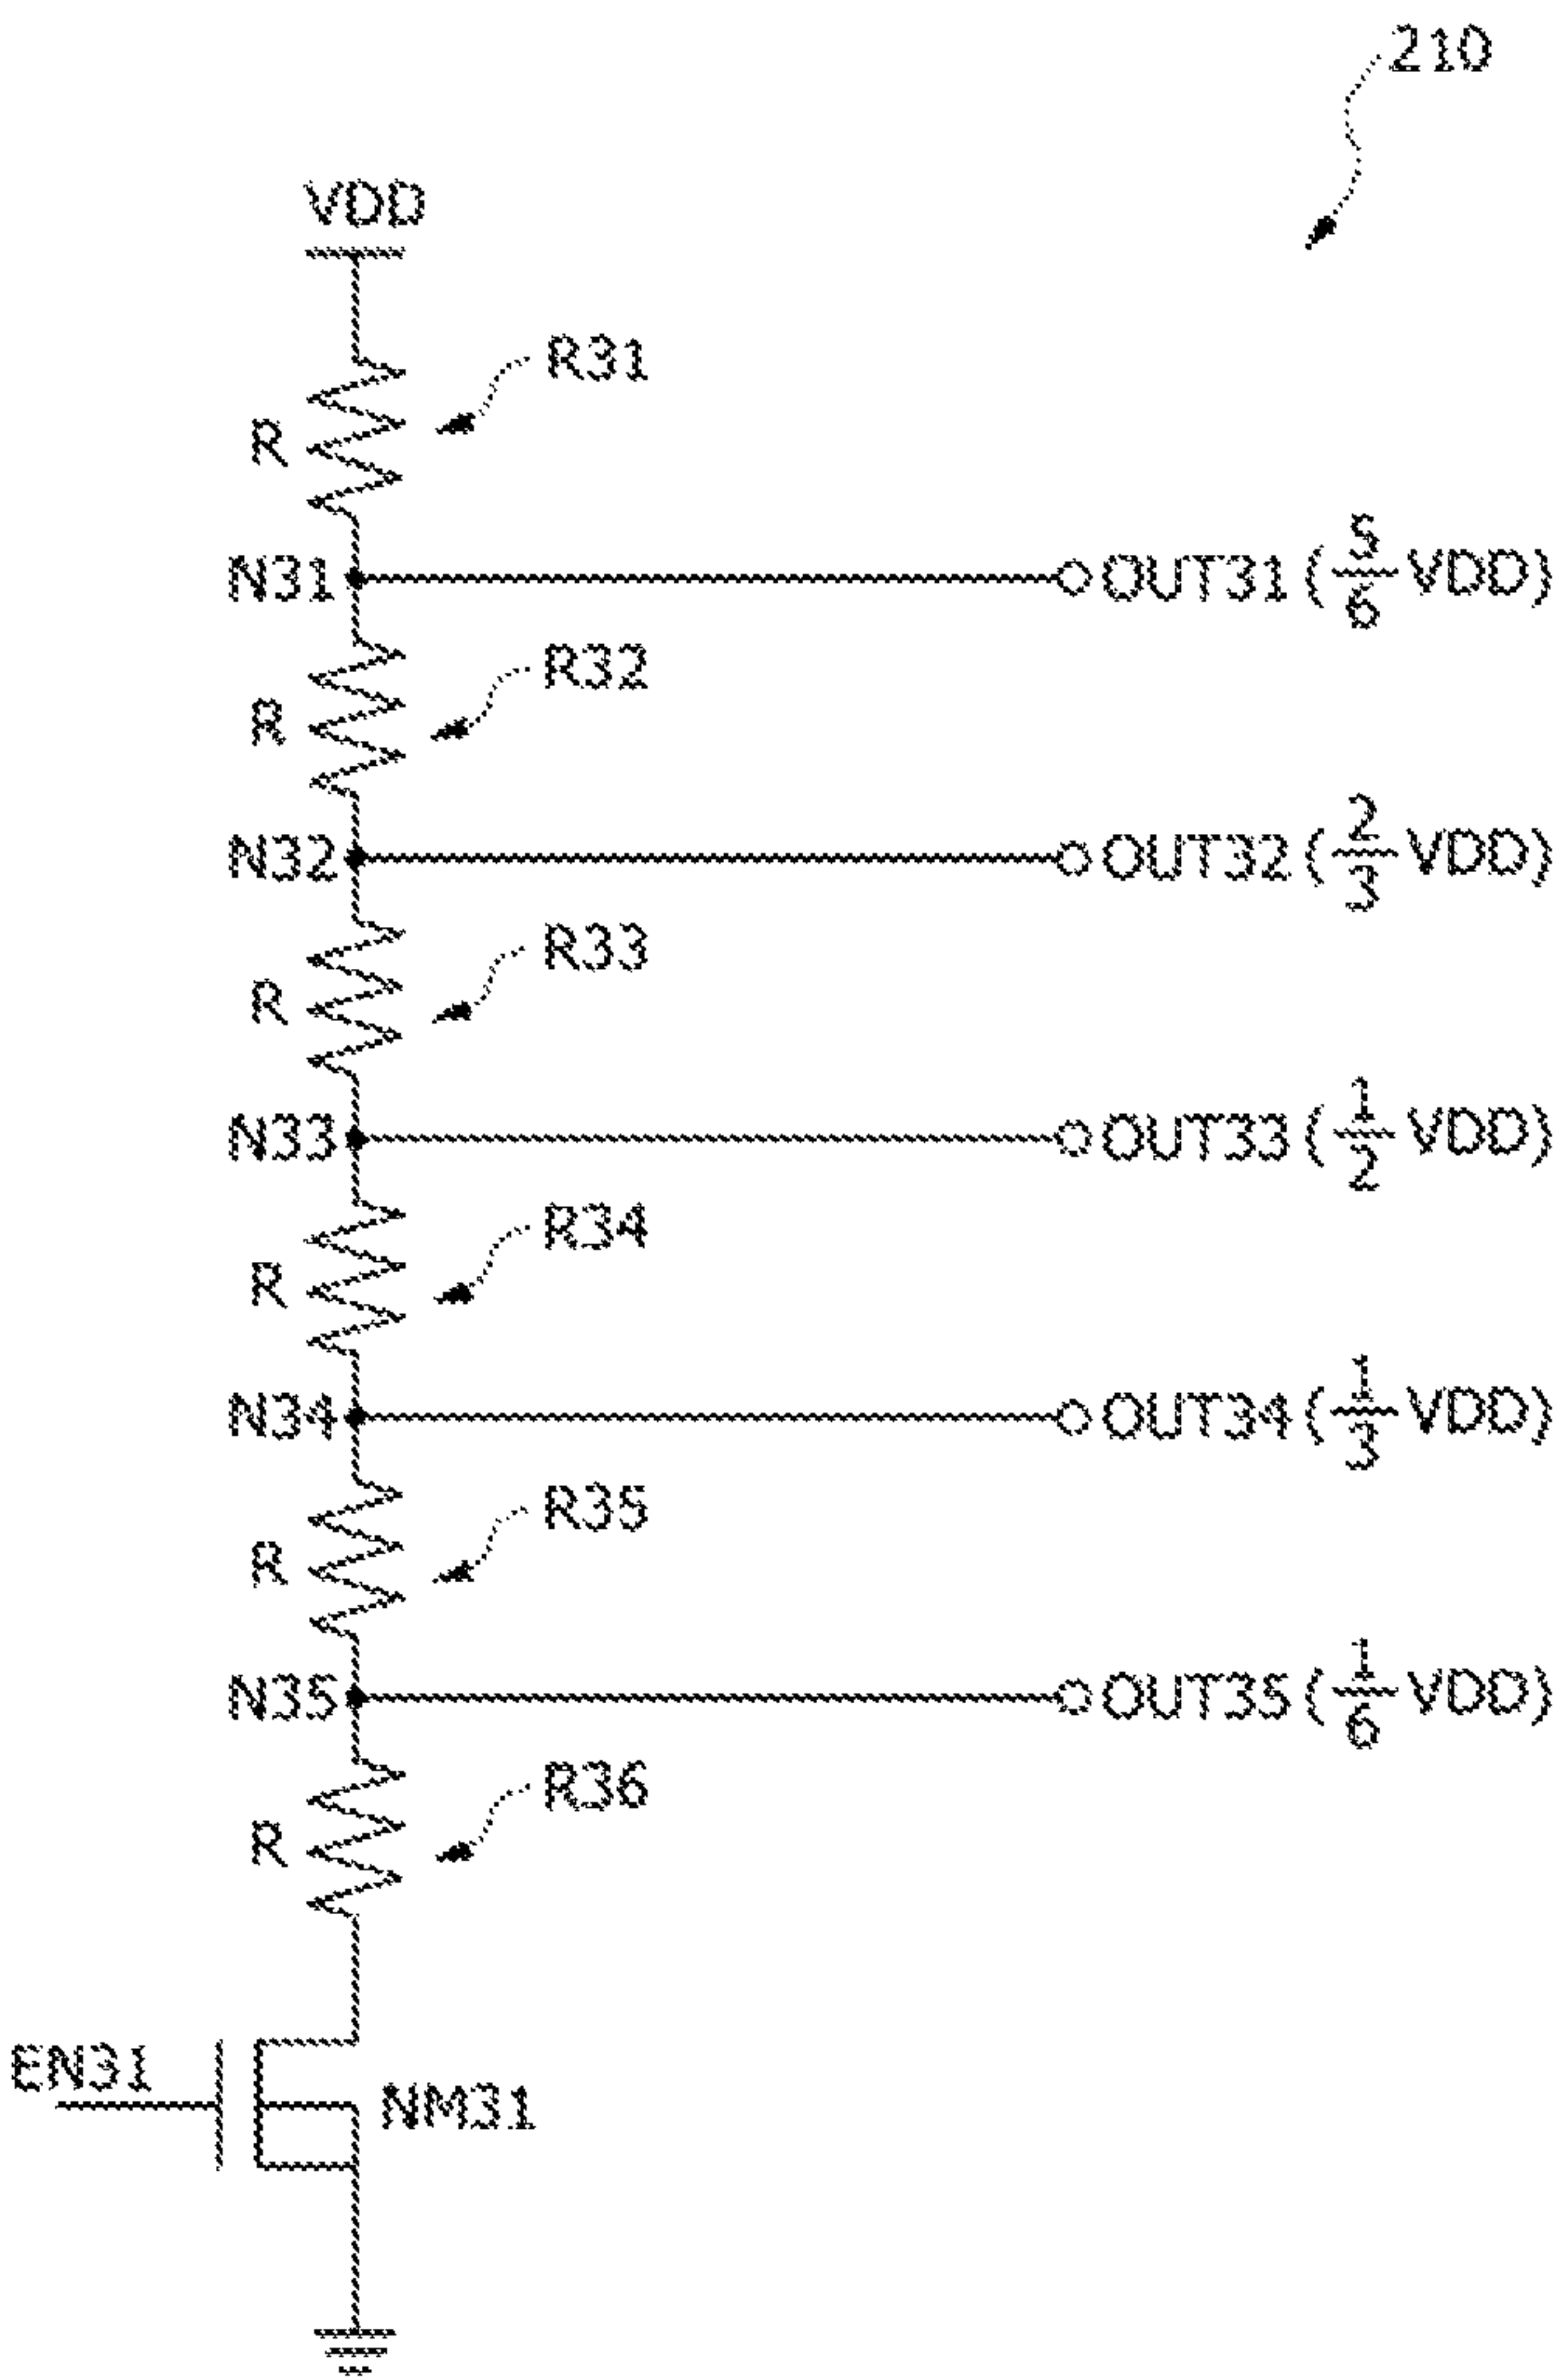 210
VDD
R31
R
N31 OUT31 (5/6 VDD)
R32
R
N32 OUT32 (2/3 VDD)
R33
R
N33 OUT33 (1/2 VDD)
R34
R
N34 OUT34 (1/3 VDD)
R35
R
N35 OUT35 (1/6 VDD)
R36
R
EN31
NM31